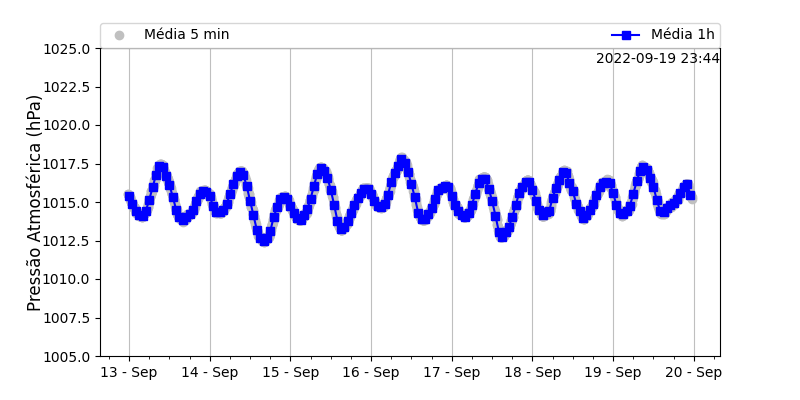 Média 5 min
Média 1h
2022-09-19 23:44
Pressão Atmosférica (hPa)
1025.0
1022.5
1020.0
1017.5
1015.0
1012.5
1010.0
1007.5
1005.0
13 - Sep
14 - Sep
15 - Sep
16 - Sep
17 - Sep
18 - Sep
19 - Sep
20 - Sep